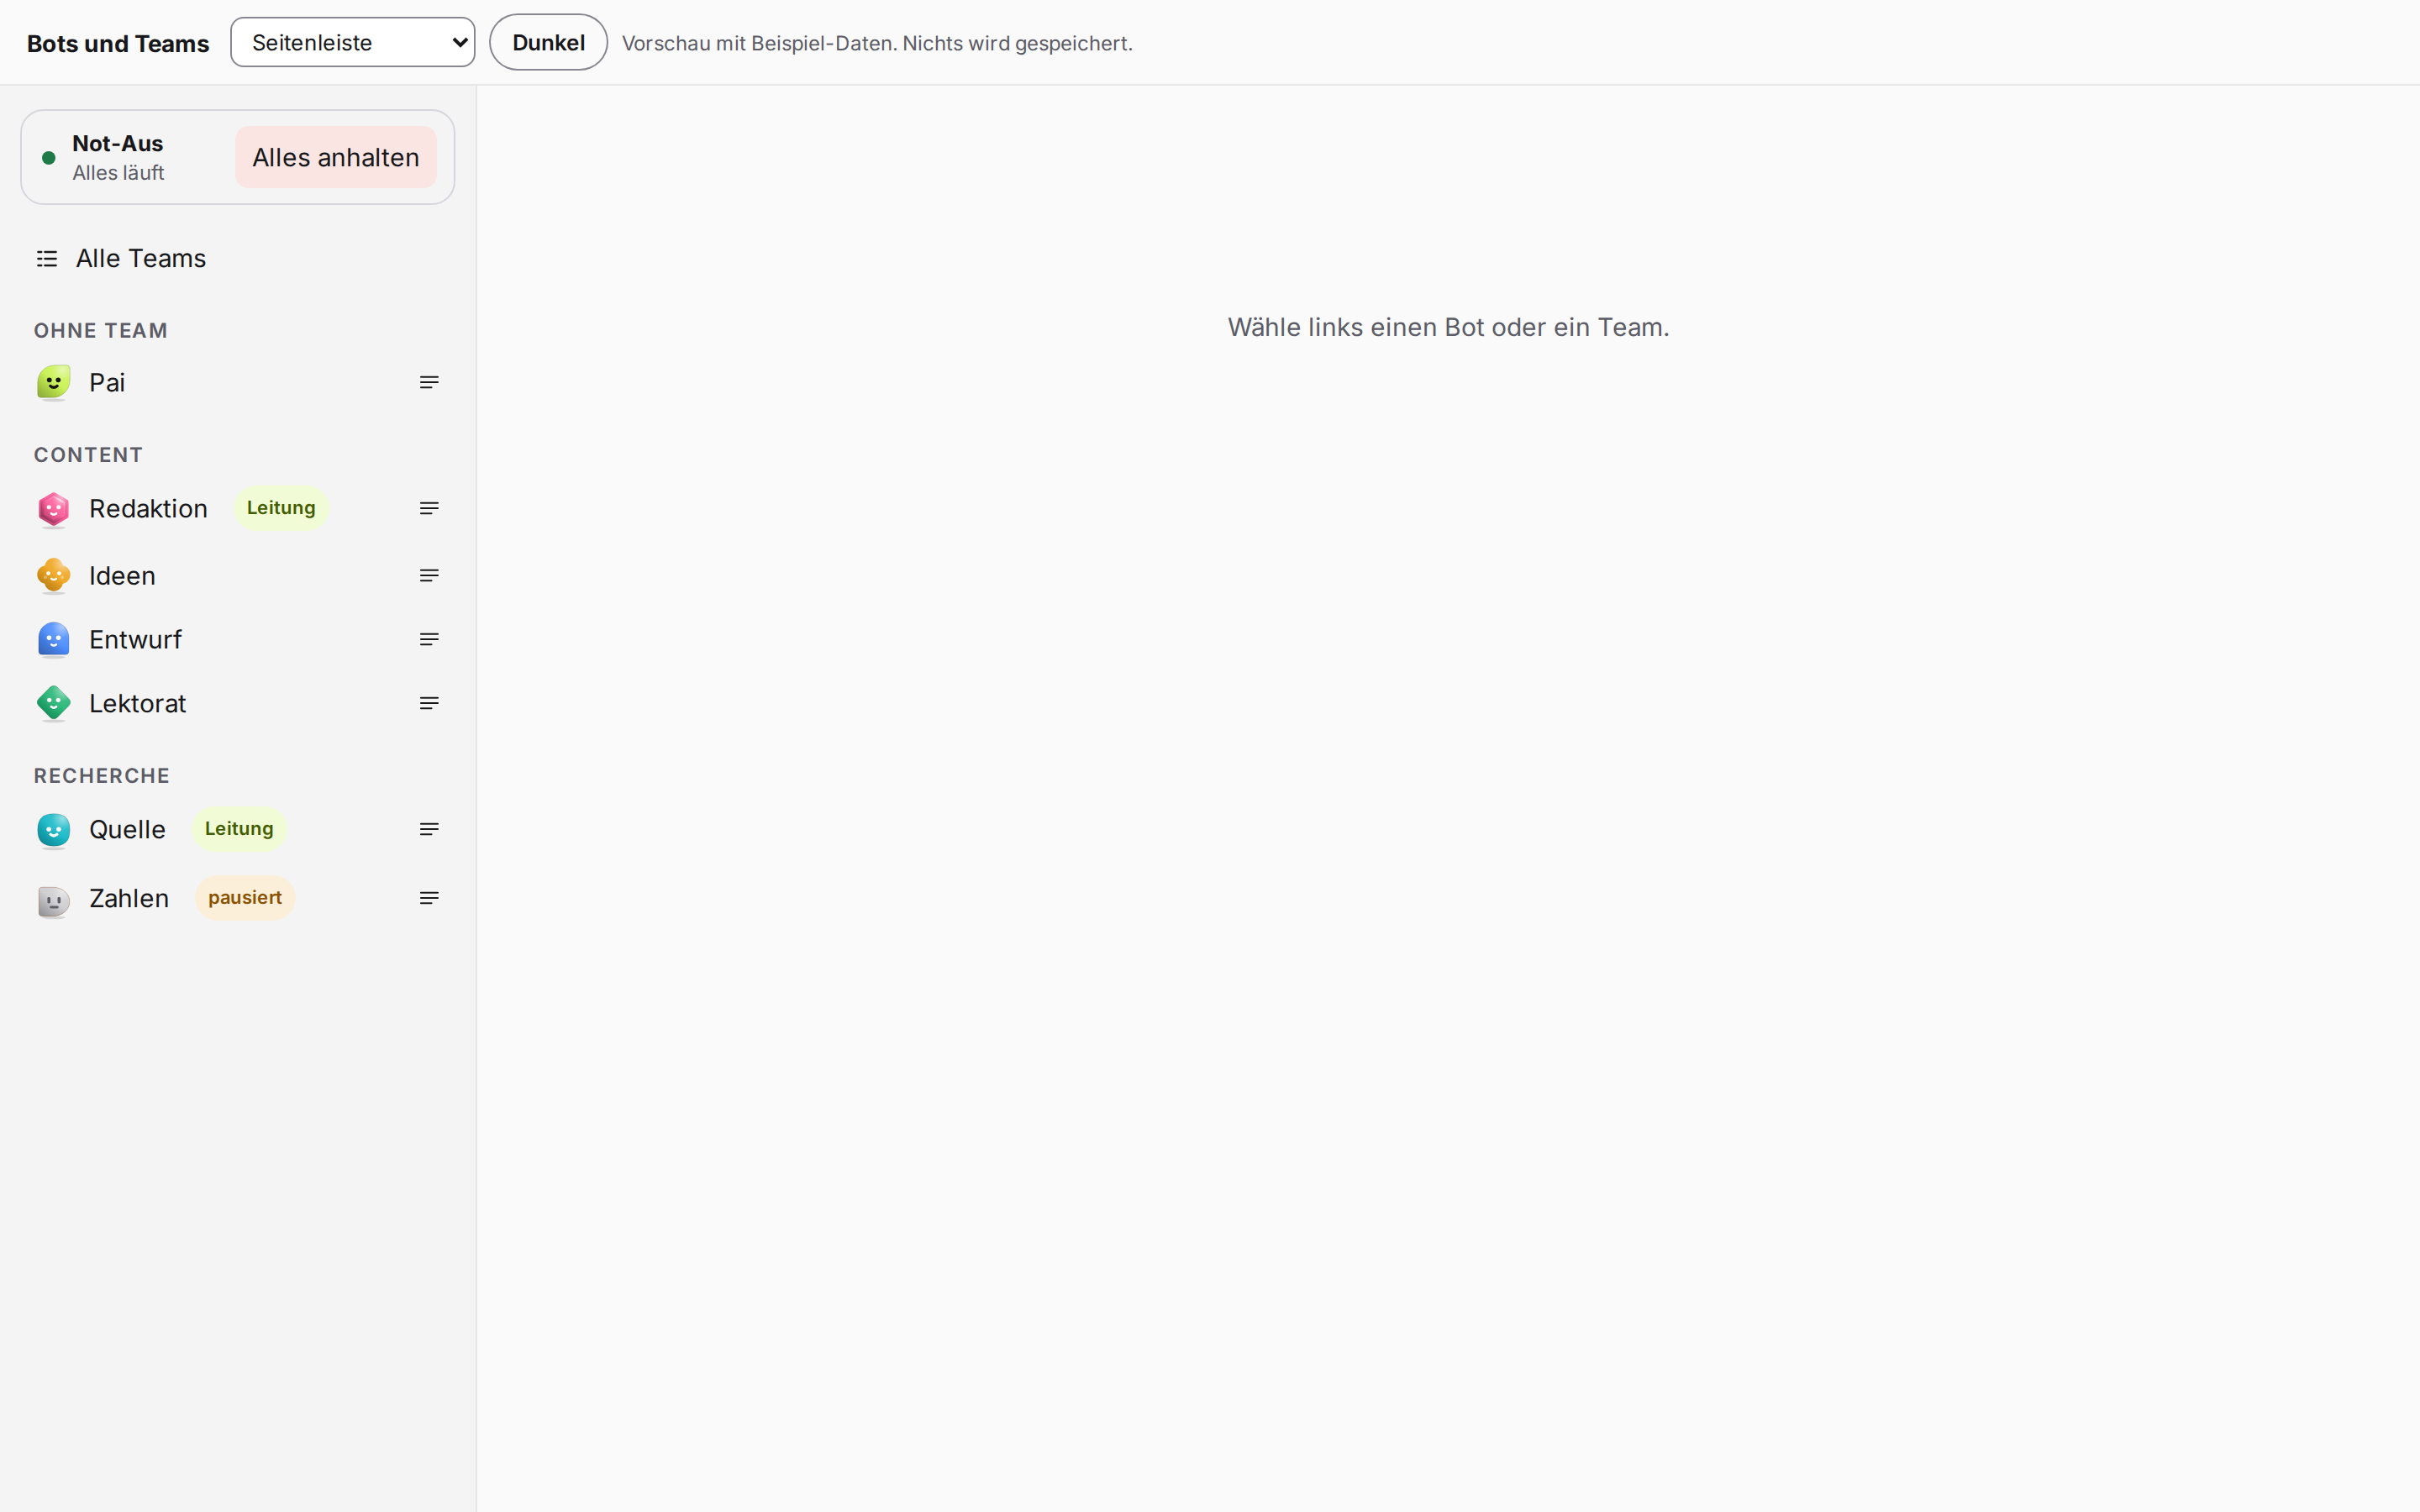 Bots und Teams
Seitenleiste
Dunkel
Vorschau mit Beispiel-Daten. Nichts wird gespeichert.
Not-Aus
Alles läuft
Alles anhalten
Alle Teams
Wähle links einen Bot oder ein Team.
OHNE TEAM
Pai
CONTENT
Redaktion Leitung
Ideen
Entwurf
Lektorat
RECHERCHE
Quelle Leitung
Zahlen pausiert